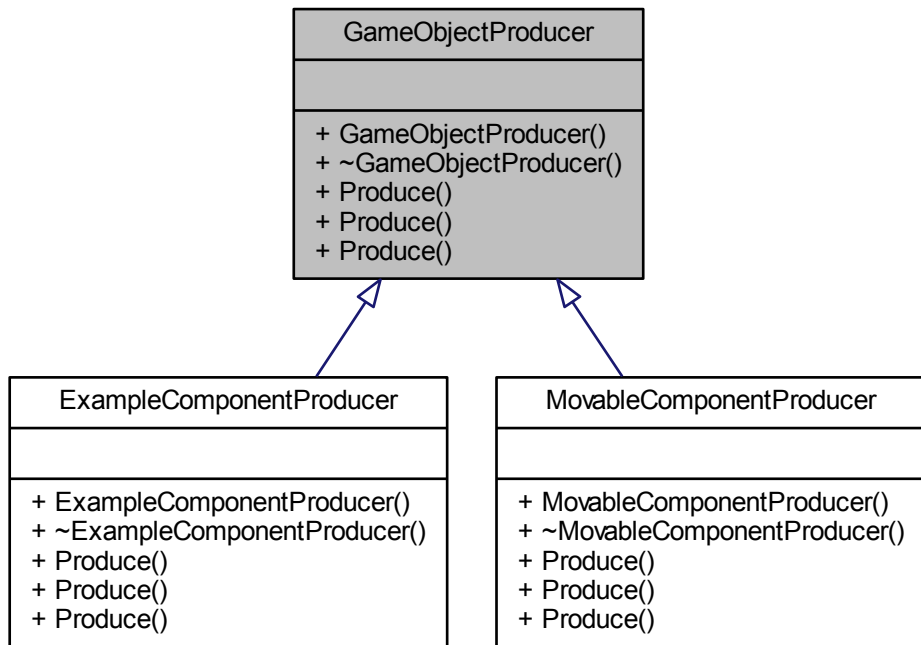 GameObjectProducer
+ GameObjectProducer()
+ ~GameObjectProducer()
+ Produce()
+ Produce()
+ Produce()
ExampleComponentProducer
+ ExampleComponentProducer()
+ ~ExampleComponentProducer()
+ Produce()
+ Produce()
+ Produce()
MovableComponentProducer
+ MovableComponentProducer()
+ ~MovableComponentProducer()
+ Produce()
+ Produce()
+ Produce()